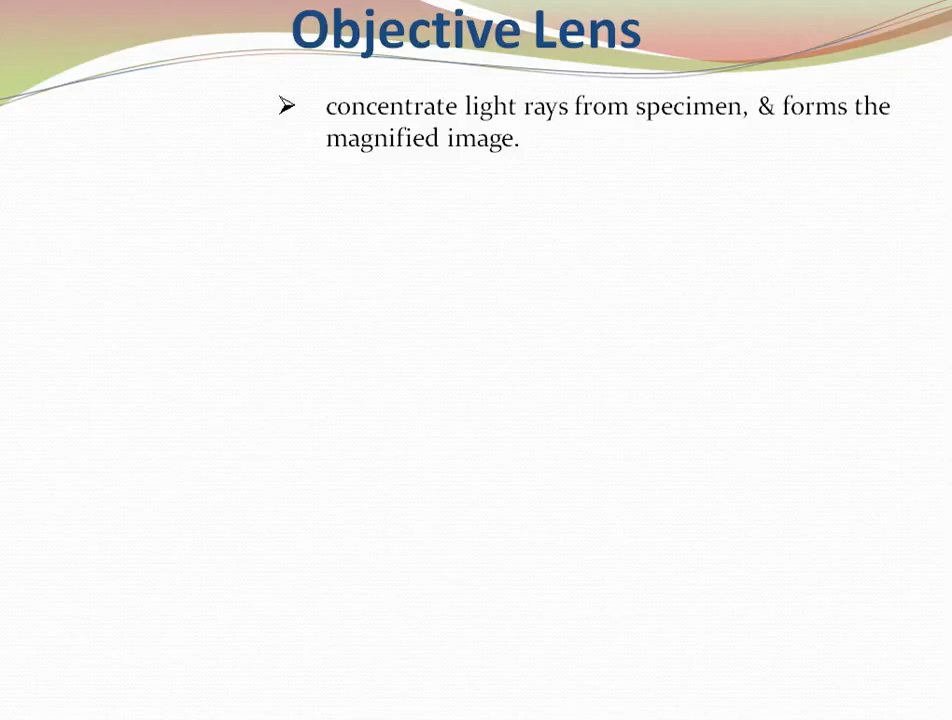 Objective Lens
➢ concentrate light rays from specimen, & forms the
magnified image.